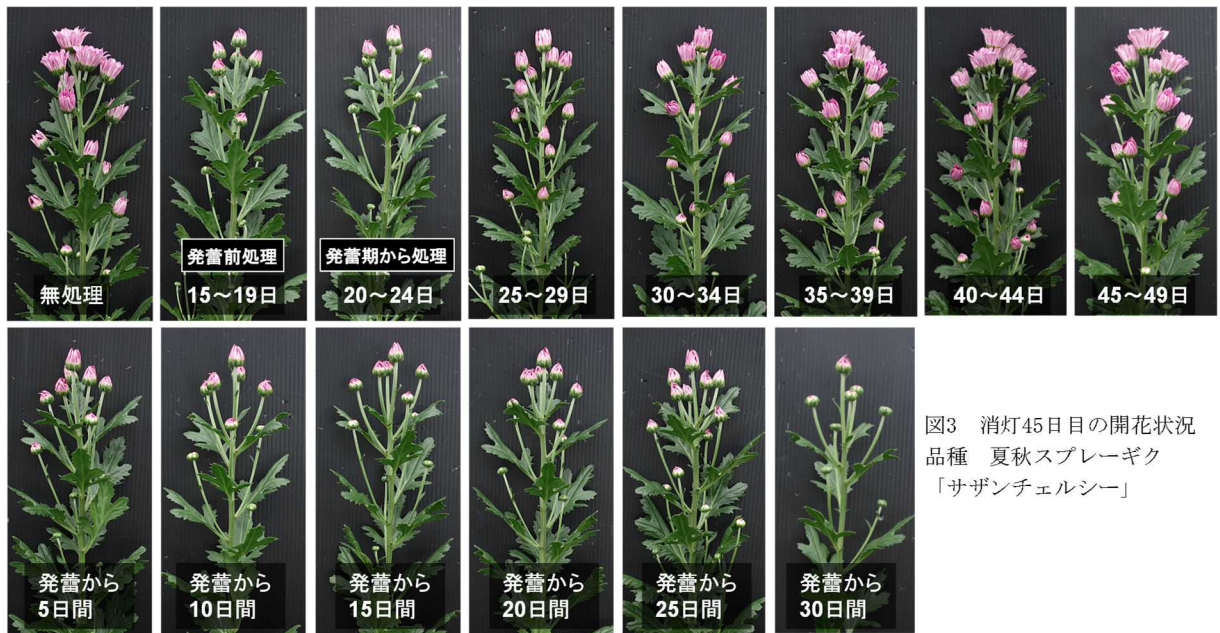 無処理
発蕾前処理
15～19日
発蕾期から処理
20～24日
25～29日
30～34日
35～39日
40～44日
45～49日
発蕾から
5日間
発蕾から
10日間
発蕾から
15日間
発蕾から
20日間
発蕾から
25日間
発蕾から
30日間
図3　消灯45日目の開花状況
品種　夏秋スプレーギク
「サザンチェルシー」